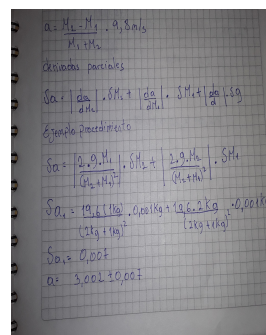 a = M₂ - M₁ / M₁ + M₂ · 9,8 m/s
Derivadas parciales
δa = |da/dM₂| · δM₂ + |da/dM₁| · δM₁ + |da/d| · δg
Ejemplo procedimiento
δa = |2·g·M₁ / (M₂+M₁)²| · δM₂ + |2·g·M₂ / (M₂+M₁)²| · δM₁
δa₁ = 19,6 (1kg) / (2kg+1kg)² · 0,001kg + 19,6·2kg / (2kg+1kg)² · 0,001k
δa₁ = 0,007
a = 3,002 ± 0,007